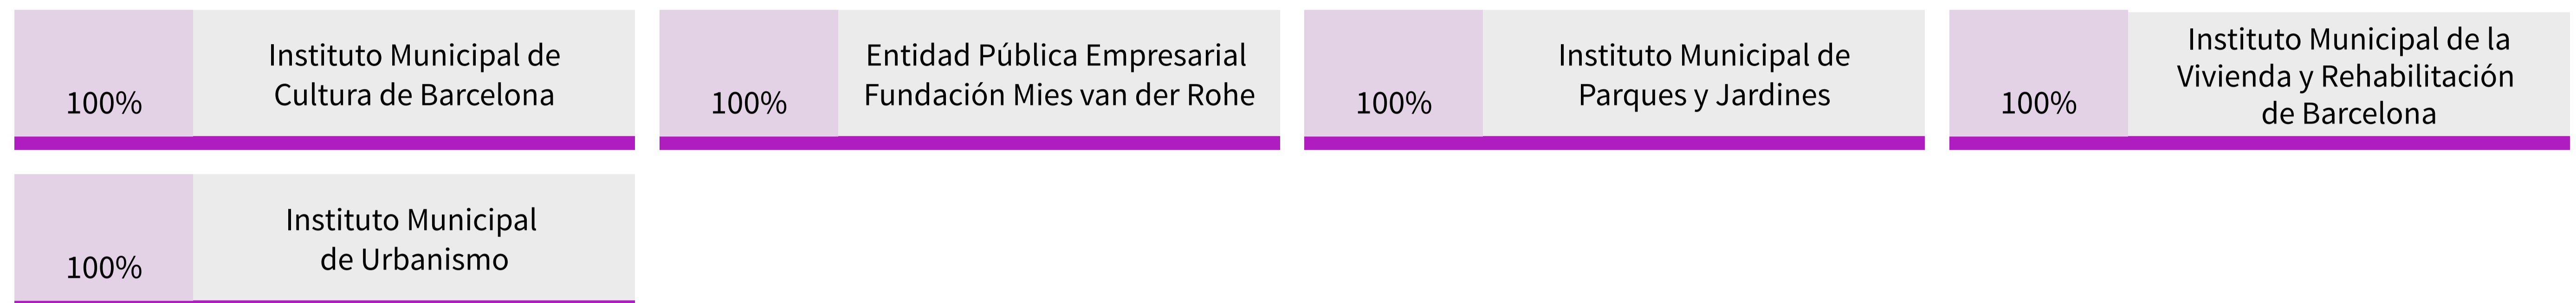 100%
Instituto Municipal de
Cultura de Barcelona
100%
Entidad Pública Empresarial
Fundación Mies van der Rohe
100%
Instituto Municipal de
Parques y Jardines
100%
Instituto Municipal de la
Vivienda y Rehabilitación
de Barcelona
100%
Instituto Municipal
de Urbanismo